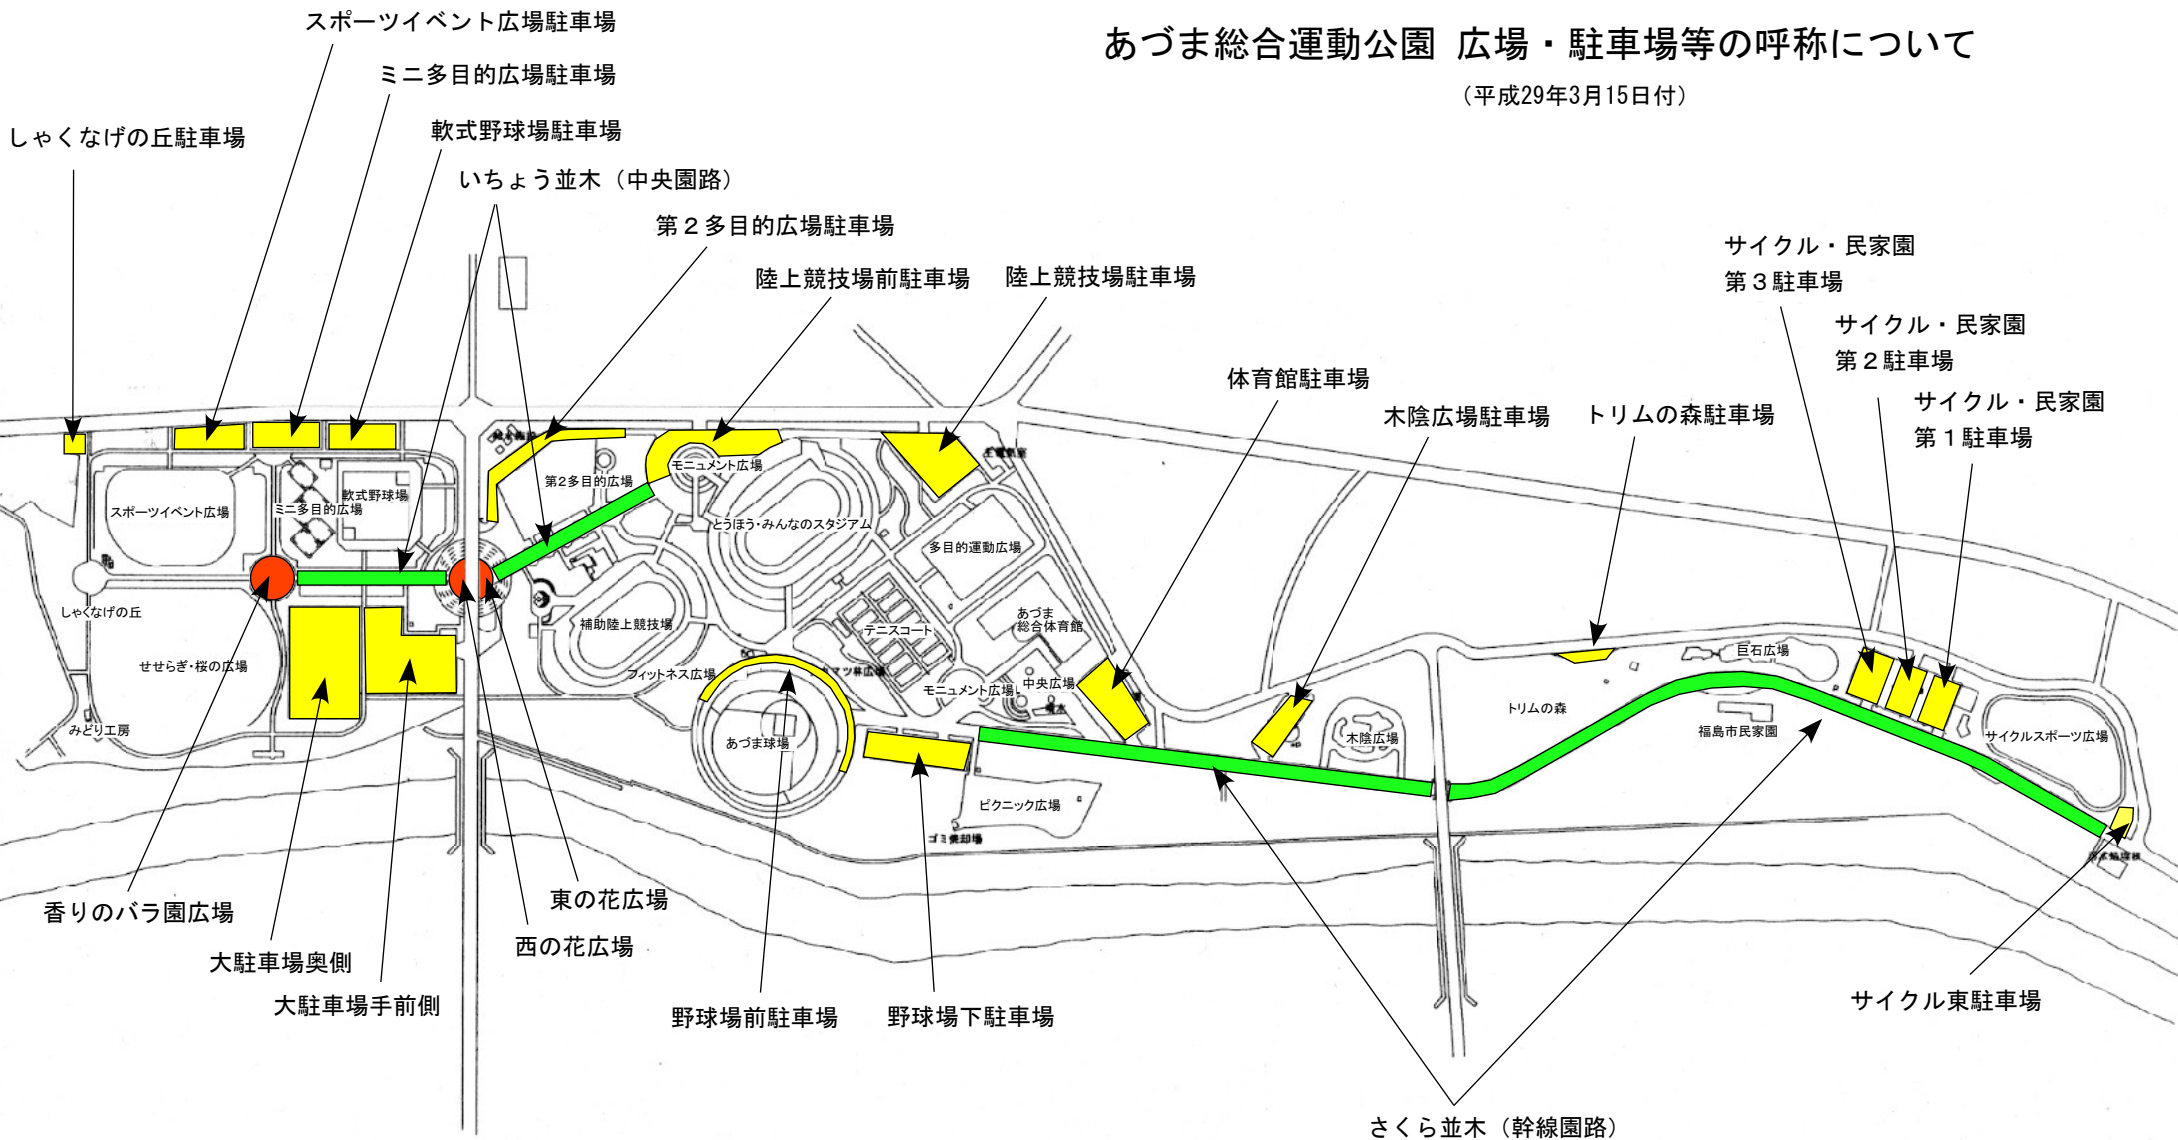 あづま総合運動公園 広場・駐車場等の呼称について
（平成29年3月15日付）
スポーツイベント広場駐車場
ミニ多目的広場駐車場
しゃくなげの丘駐車場
軟式野球場駐車場
いちょう並木（中央園路）
第２多目的広場駐車場
陸上競技場前駐車場
陸上競技場駐車場
サイクル・民家園
第３駐車場
サイクル・民家園
第２駐車場
サイクル・民家園
第１駐車場
体育館駐車場
木陰広場駐車場
トリムの森駐車場
モニュメント広場
第2多目的広場
軟式野球場
ミニ多目的広場
スポーツイベント広場
とうほう・みんなのスタジアム
多目的運動広場
しゃくなげの丘
補助陸上競技場
テニスコート
あづま
総合体育館
せせらぎ・桜の広場
フィットネス広場
モニュメント広場
中央広場
巨石広場
トリムの森
みどり工房
あづま球場
木陰広場
福島市民家園
サイクルスポーツ広場
ピクニック広場
ゴミ焼却場
香りのバラ園広場
東の花広場
西の花広場
大駐車場奥側
大駐車場手前側
野球場前駐車場
野球場下駐車場
サイクル東駐車場
さくら並木（幹線園路）